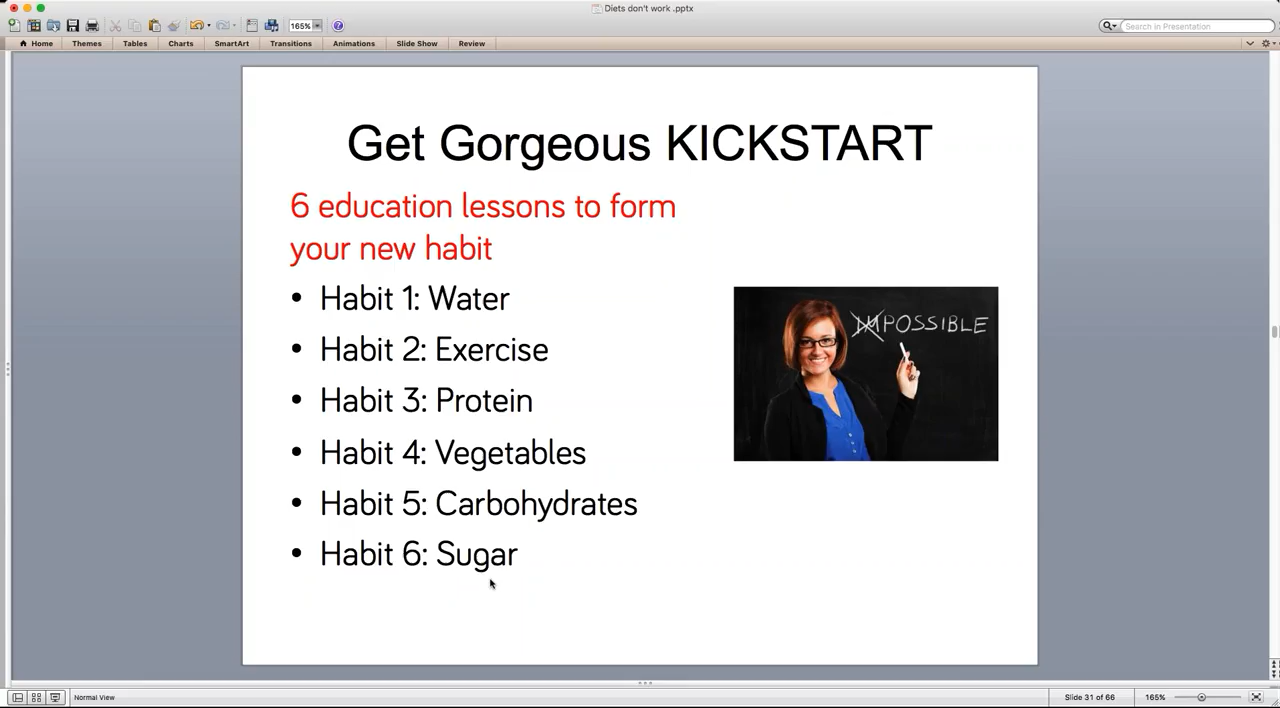 Diets don't work .pptx
165%
Search in Presentation
Home Themes Tables Charts SmartArt Transitions Animations Slide Show Review
Get Gorgeous KICKSTART
6 education lessons to form
your new habit
• Habit 1: Water
• Habit 2: Exercise
• Habit 3: Protein
• Habit 4: Vegetables
• Habit 5: Carbohydrates
• Habit 6: Sugar
IMPOSSIBLE
Normal View
Slide 31 of 66
165%